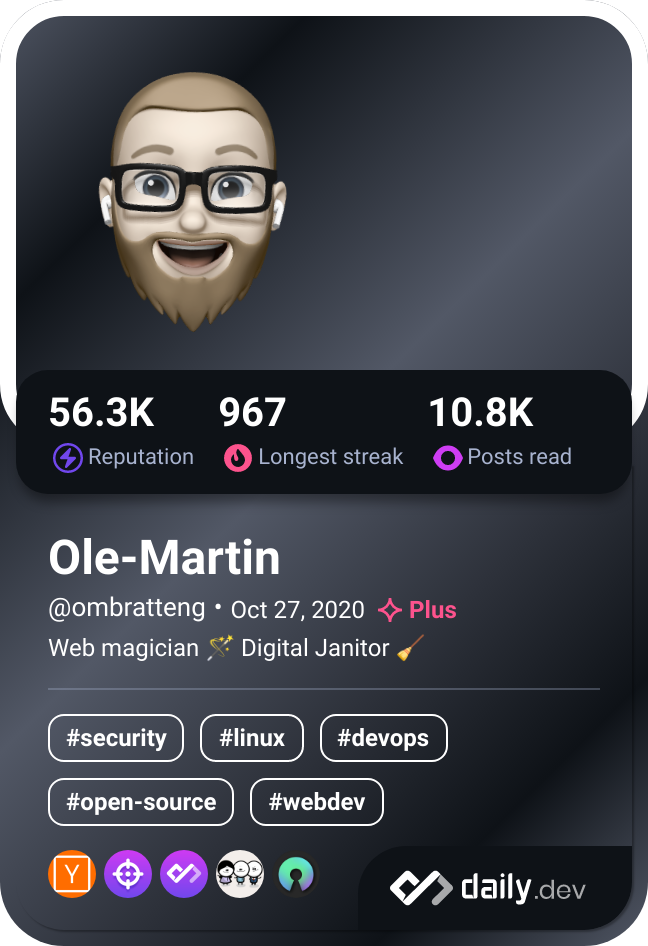 56.3K 967 10.8K
Reputation Longest streak Posts read
Ole-Martin
@ombratteng • Oct 27, 2020 Plus
Web magician 🪄 Digital Janitor 🧹
#security #linux #devops
#open-source #webdev
Y
daily.dev